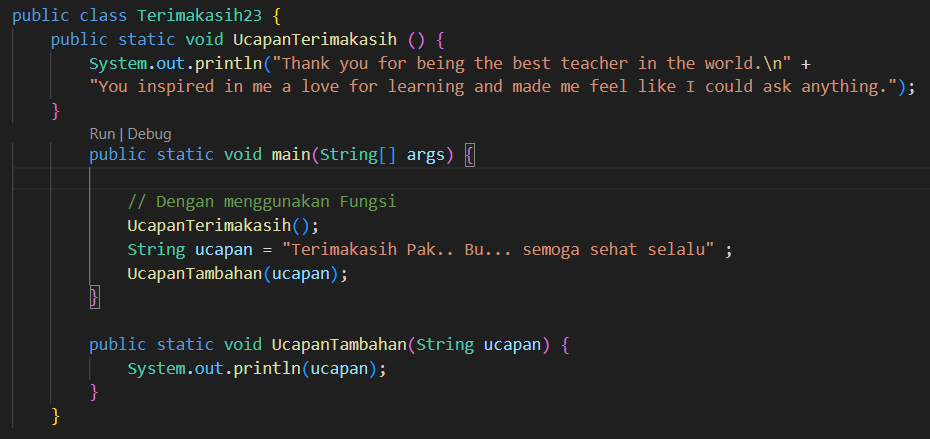 public class Terimakasih23 {
public static void UcapanTerimakasih () {
System.out.println("Thank you for being the best teacher in the world.\n" +
"You inspired in me a love for learning and made me feel like I could ask anything.");
}
Run | Debug
public static void main(String[] args) {
// Dengan menggunakan Fungsi
UcapanTerimakasih();
String ucapan = "Terimakasih Pak.. Bu... semoga sehat selalu" ;
UcapanTambahan(ucapan);
}
public static void UcapanTambahan(String ucapan) {
System.out.println(ucapan);
}
}